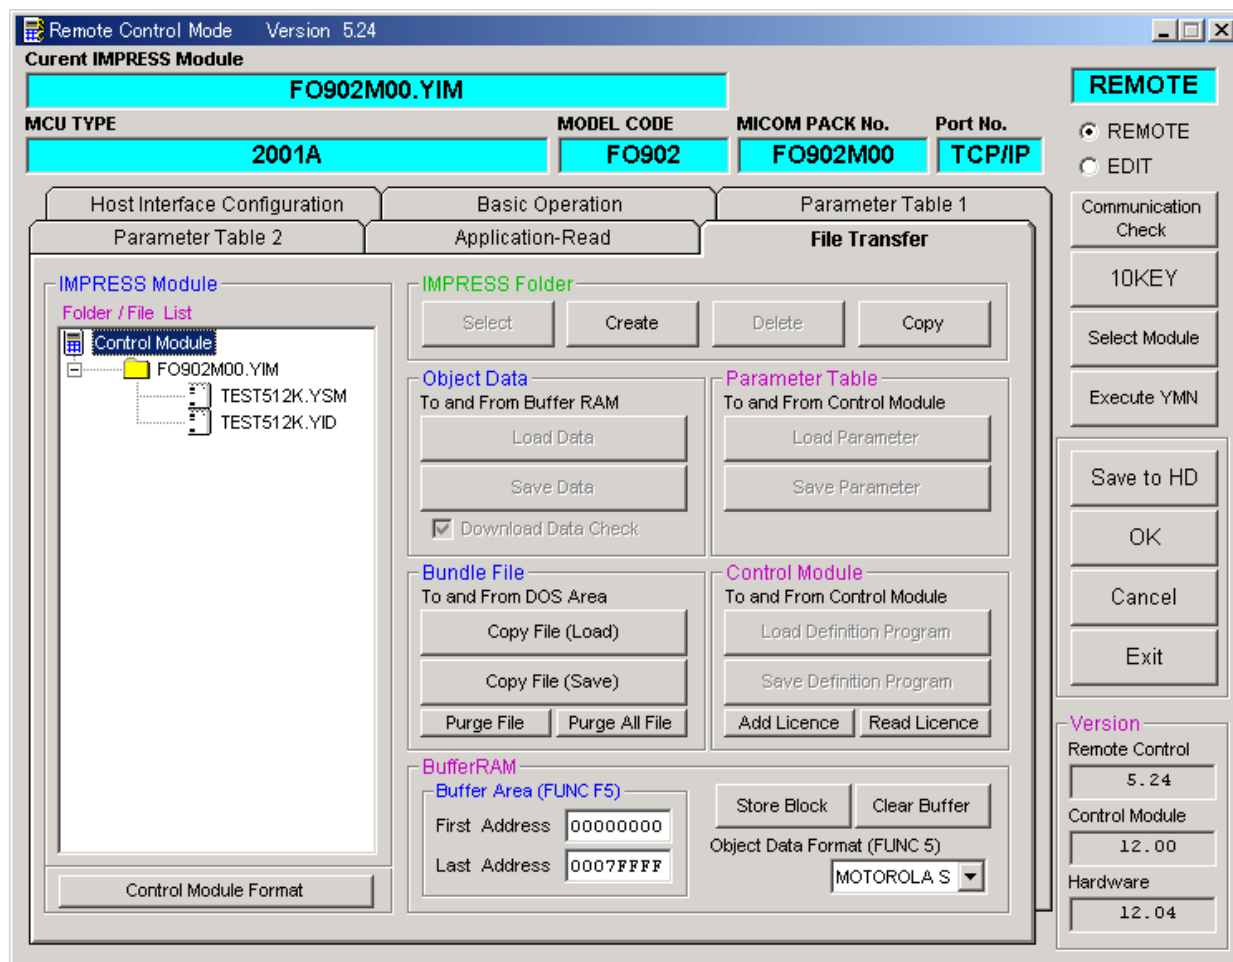 Remote Control Mode Version 5.24
Curent IMPRESS Module
FO902M00.YIM
MCU TYPE MODEL CODE MICOM PACK No. Port No.
2001A FO902 FO902M00 TCP/IP
REMOTE
REMOTE
EDIT
Host Interface Configuration Basic Operation Parameter Table 1
Parameter Table 2 Application-Read File Transfer
IMPRESS Module
Folder / File List
Control Module
FO902M00.YIM
TEST512K.YSM
TEST512K.YID
Control Module Format
IMPRESS Folder
Select Create Delete Copy
Object Data
To and From Buffer RAM
Load Data
Save Data
Download Data Check
Parameter Table
To and From Control Module
Load Parameter
Save Parameter
Bundle File
To and From DOS Area
Copy File (Load)
Copy File (Save)
Purge File Purge All File
Control Module
To and From Control Module
Load Definition Program
Save Definition Program
Add Licence Read Licence
BufferRAM
Buffer Area (FUNC F5)
First Address 00000000
Last Address 0007FFFF
Store Block Clear Buffer
Object Data Format (FUNC 5)
MOTOROLA S
Communication
Check
10KEY
Select Module
Execute YMN
Save to HD
OK
Cancel
Exit
Version
Remote Control
5.24
Control Module
12.00
Hardware
12.04